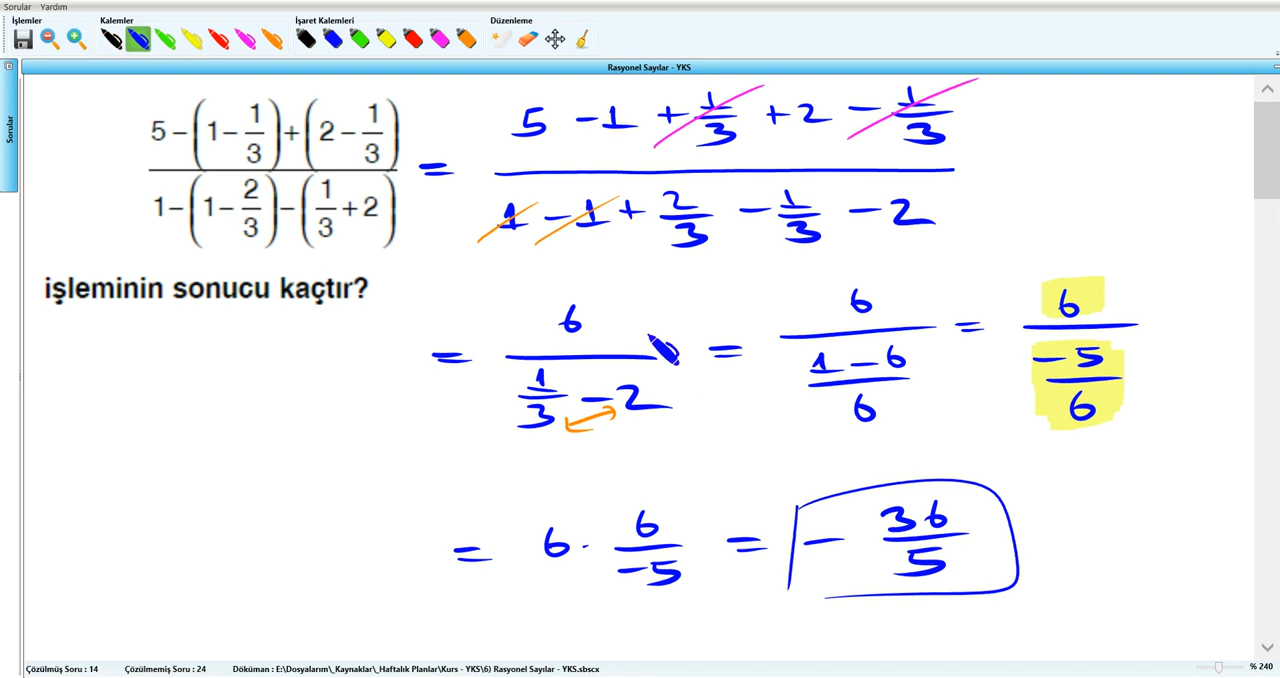 Sorular Yardım
İşlemler Kalemler İşaret Kalemleri Düzenleme
Rasyonel Sayılar - YKS
Sorular
5 − (1 − 1/3) + (2 − 1/3)
1 − (1 − 2/3) − (1/3 + 2)
= 5 − 1 + 1/3 + 2 − 1/3
1 − 1 + 2/3 − 1/3 − 2
işleminin sonucu kaçtır?
= 6 / (1/3 − 2) = 6 / ((1 − 6)/6) = 6 / (−5/6)
= 6 · 6/−5 = − 36/5
Çözülmüş Soru : 14 Çözülmemiş Soru : 24 Döküman : E:\Dosyalarım\_Kaynaklar\_Haftalık Planlar\Kurs - YKS\6) Rasyonel Sayılar - YKS.sbscx % 240